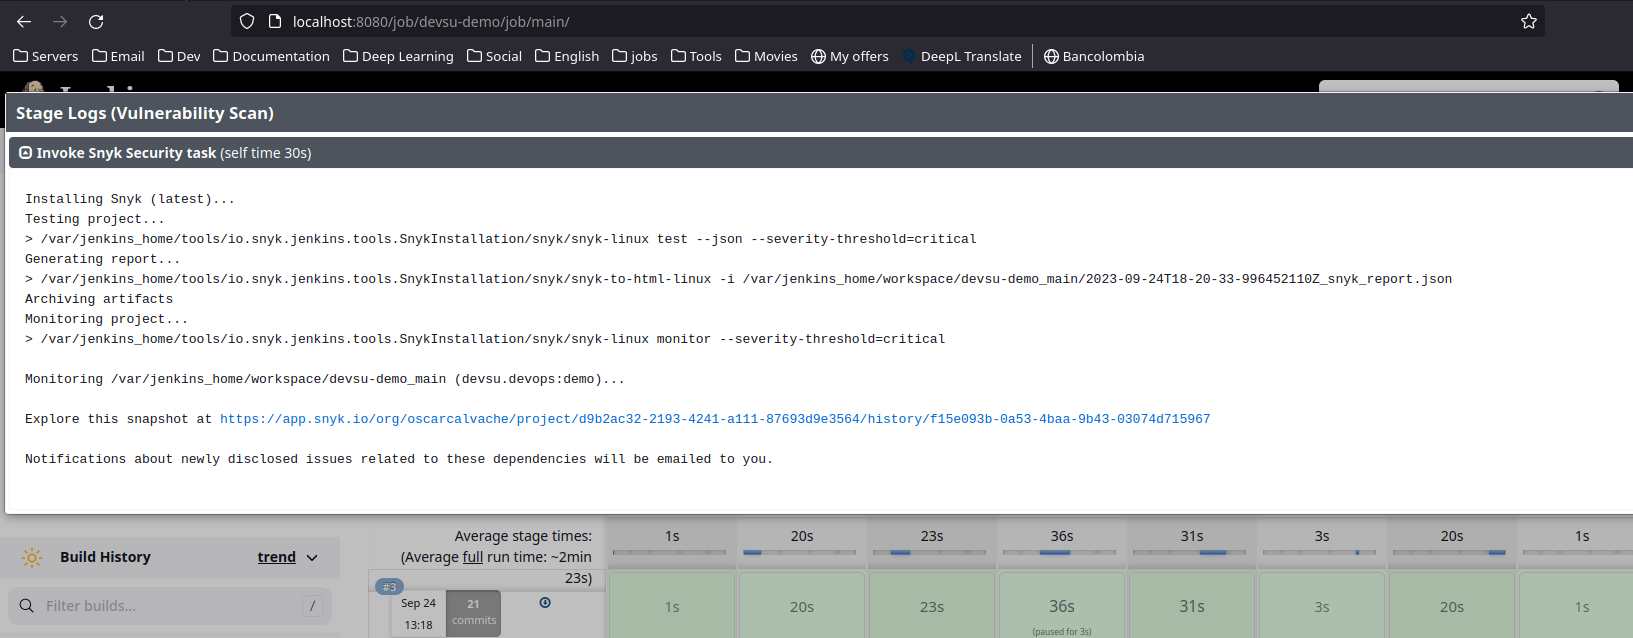 localhost:8080/job/devsu-demo/job/main/
Servers Email Dev Documentation Deep Learning Social English jobs Tools Movies My offers DeepL Translate Bancolombia
Stage Logs (Vulnerability Scan)
Invoke Snyk Security task (self time 30s)
Installing Snyk (latest)...
Testing project...
> /var/jenkins_home/tools/io.snyk.jenkins.tools.SnykInstallation/snyk/snyk-linux test --json --severity-threshold=critical
Generating report...
> /var/jenkins_home/tools/io.snyk.jenkins.tools.SnykInstallation/snyk/snyk-to-html-linux -i /var/jenkins_home/workspace/devsu-demo_main/2023-09-24T18-20-33-996452110Z_snyk_report.json
Archiving artifacts
Monitoring project...
> /var/jenkins_home/tools/io.snyk.jenkins.tools.SnykInstallation/snyk/snyk-linux monitor --severity-threshold=critical
Monitoring /var/jenkins_home/workspace/devsu-demo_main (devsu.devops:demo)...
Explore this snapshot at https://app.snyk.io/org/oscarcalvache/project/d9b2ac32-2193-4241-a111-87693d9e3564/history/f15e093b-0a53-4baa-9b43-03074d715967
Notifications about newly disclosed issues related to these dependencies will be emailed to you.
Build History trend
Filter builds... /
Average stage times:
(Average full run time: ~2min
23s)
1s 20s 23s 36s 31s 3s 20s 1s
#3
Sep 24
13:18
21
commits
1s 20s 23s 36s 31s 3s 20s 1s
(paused for 3s)